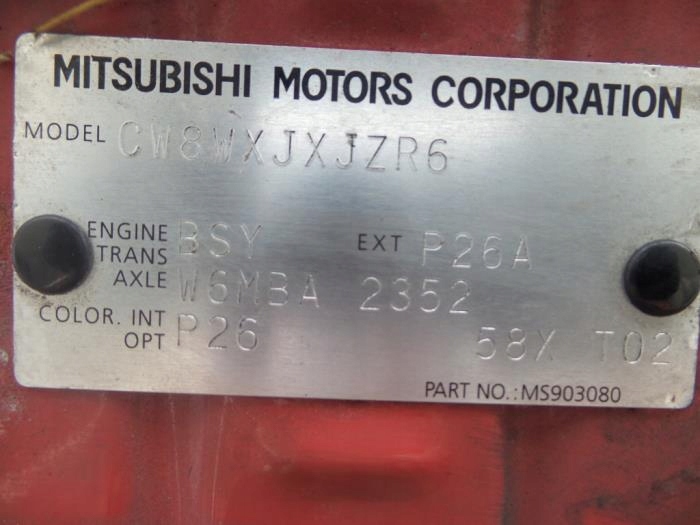 MITSUBISHI MOTORS CORPORATION
MODEL CW8WXJXJZR6
ENGINE BSY EXT P26A
TRANS
AXLE W6MBA 2352
COLOR. INT P26 58X T02
OPT
PART NO.:MS903080